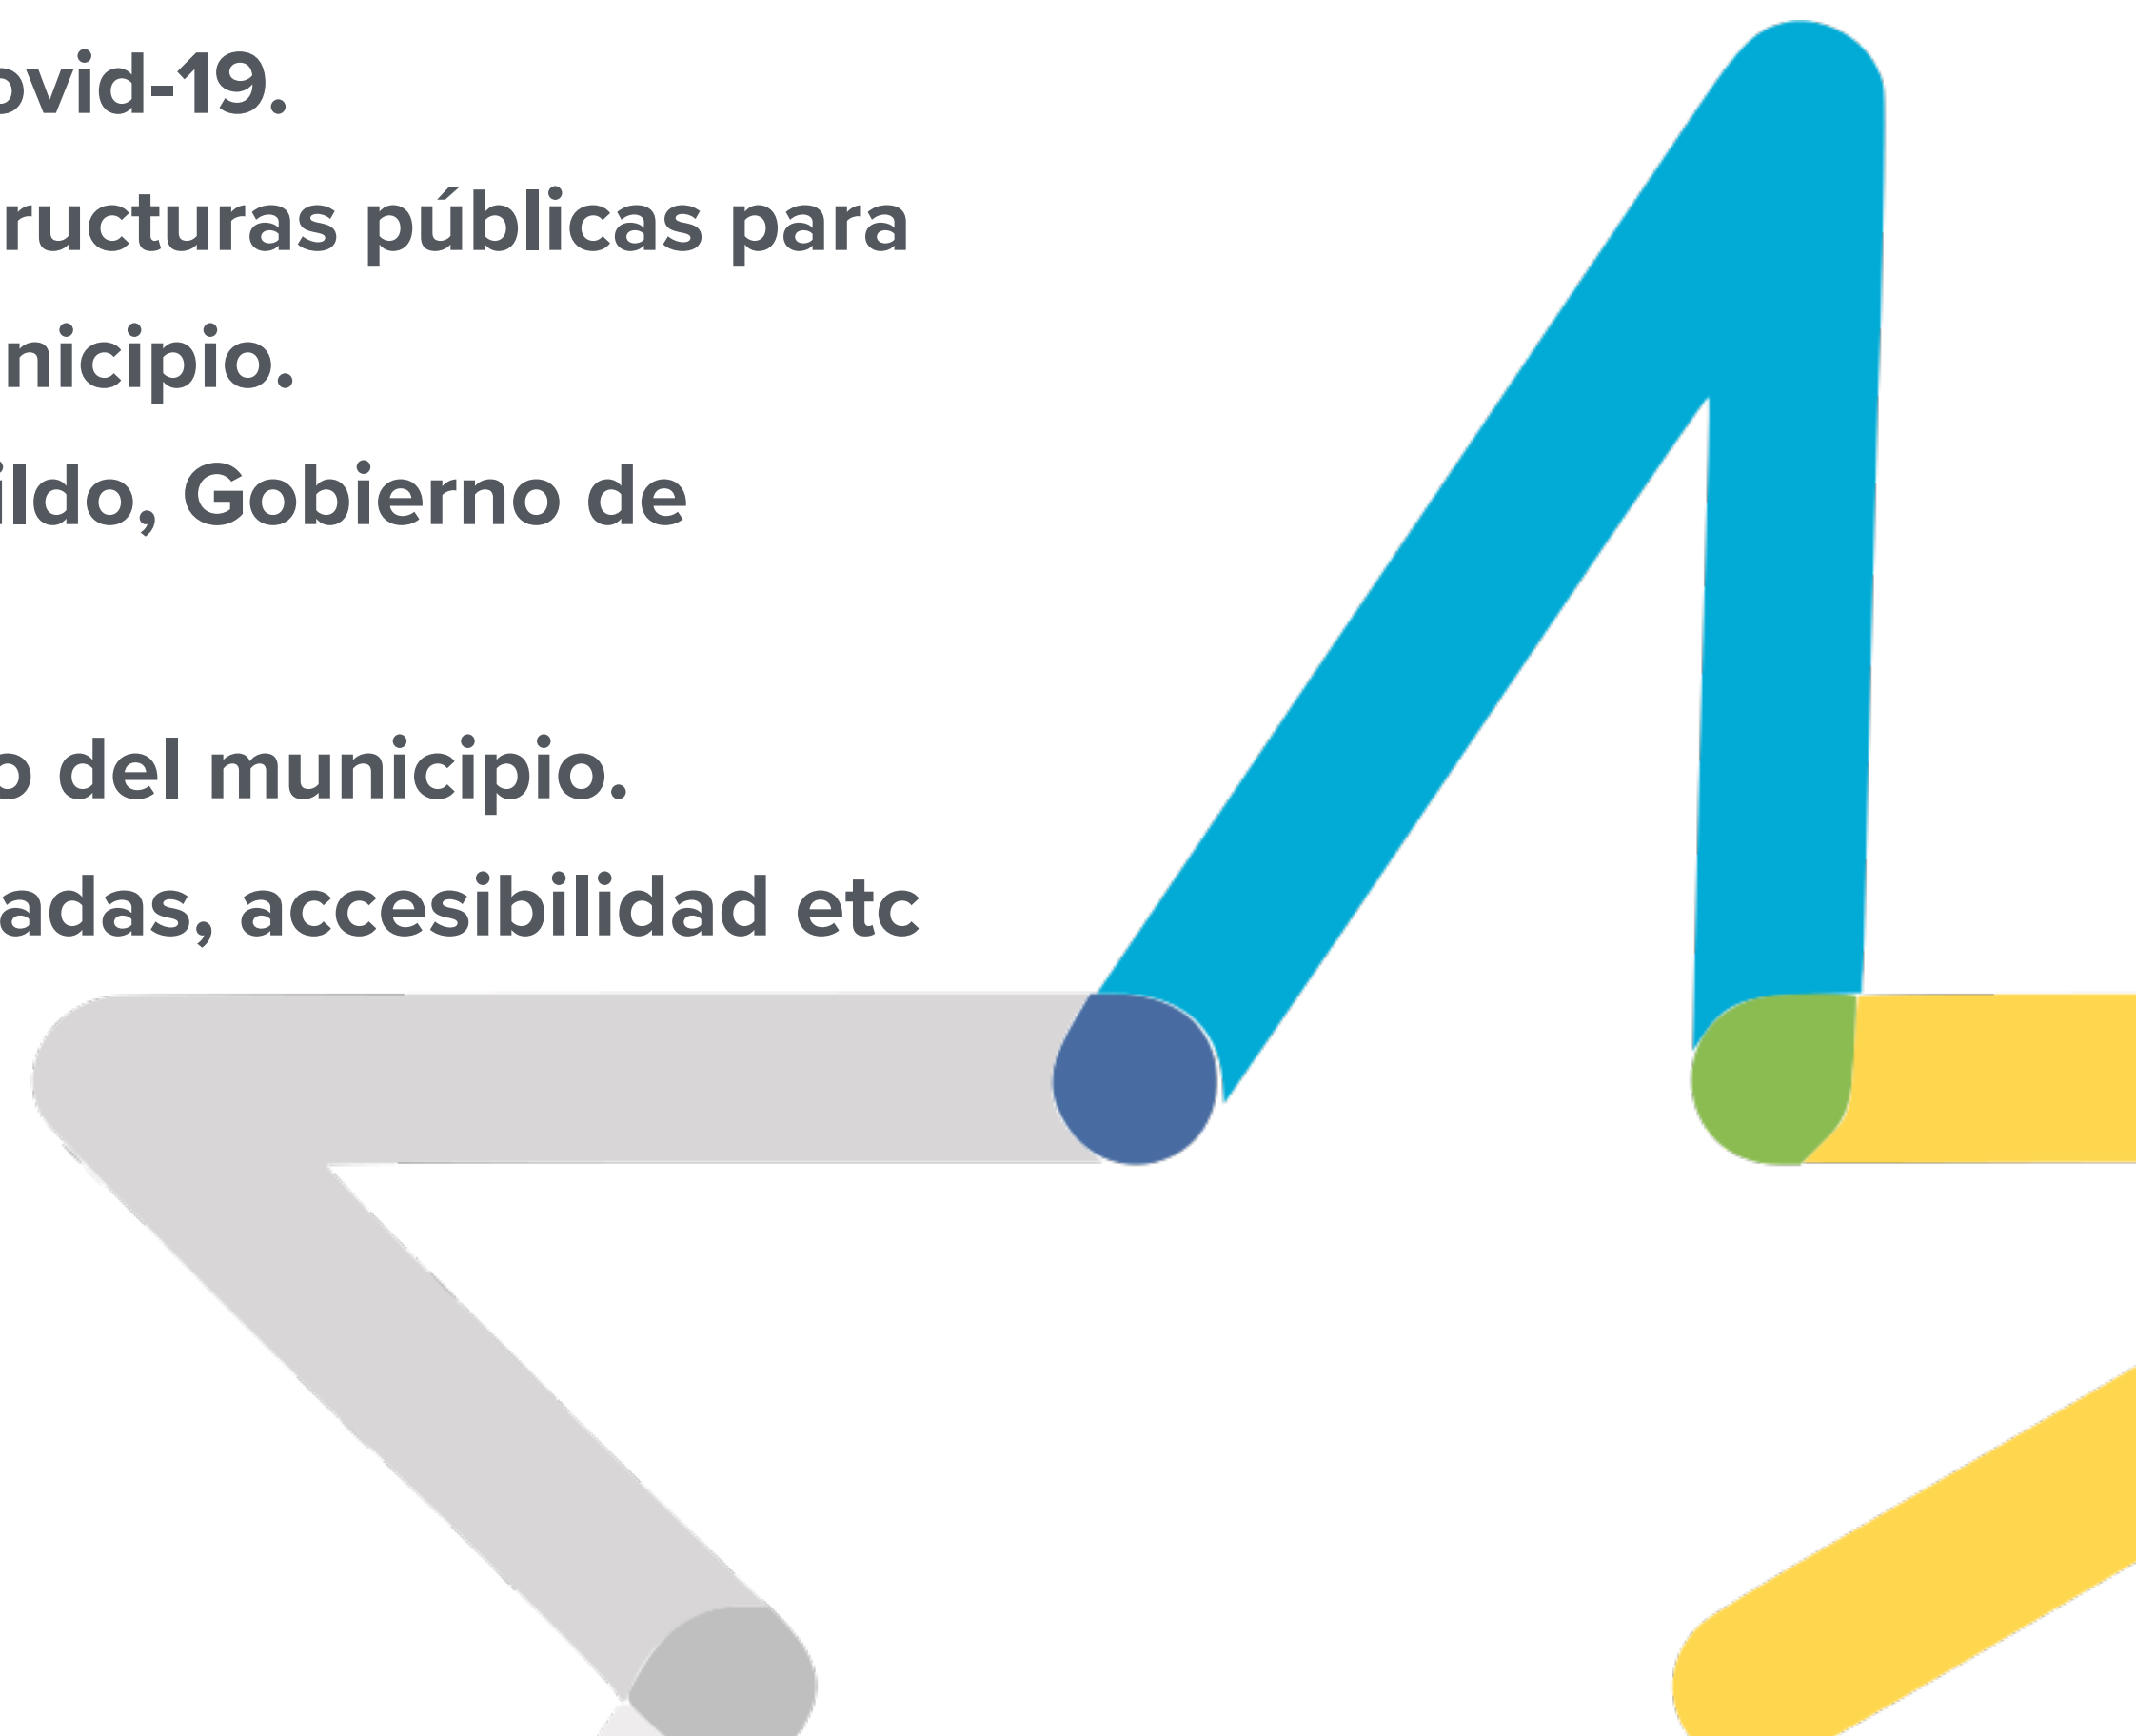 ovid-19.
ructuras públicas para
nicipio.
ildo, Gobierno de
o del municipio.
adas, accesibilidad etc